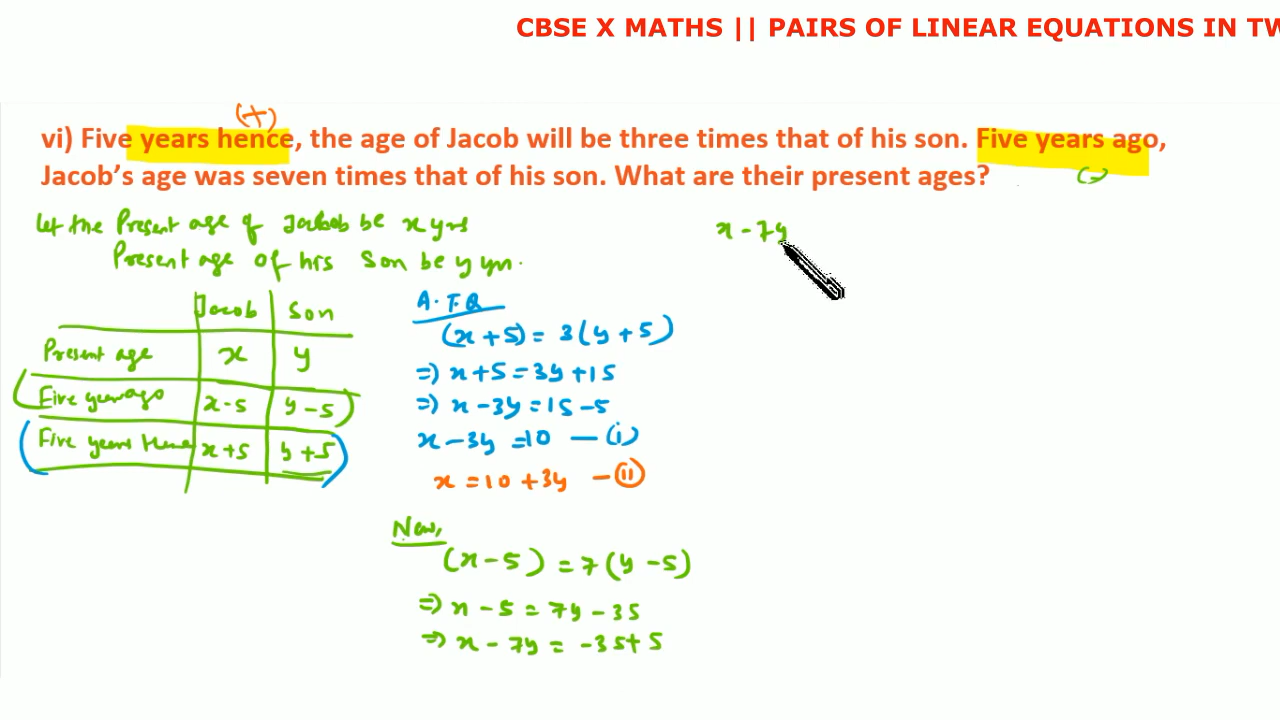 CBSE X MATHS || PAIRS OF LINEAR EQUATIONS IN TW
(+)
vi) Five years hence, the age of Jacob will be three times that of his son. Five years ago,
Jacob's age was seven times that of his son. What are their present ages?
(-)
Let the Present age of Jacob be x yrs
Present age of his Son be y yrs.
Jacob Son
Present age x y
Five years ago x-5 y-5
Five years Hence x+5 y+5
A.T.Q
(x+5) = 3(y+5)
=) x+5 = 3y+15
=) x-3y = 15-5
x-3y = 10 — (i)
x = 10+3y — (ii)
Now,
(x-5) = 7(y-5)
=) x-5 = 7y-35
=) x-7y = -35+5
x-7y